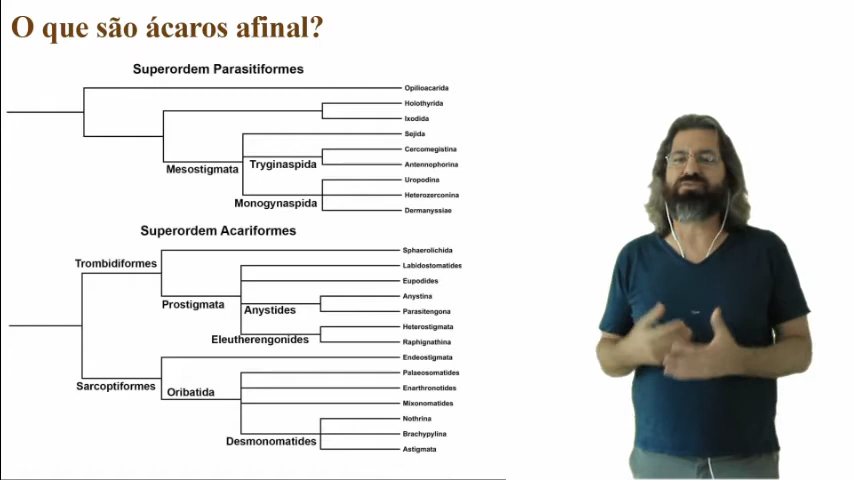 O que são ácaros afinal?
Superordem Parasitiformes
Opilioacarida
Holothyrida
Ixodida
Sejida
Mesostigmata
Tryginaspida
Cercomegistina
Antennophorina
Uropodina
Heterozerconina
Monogynaspida
Dermanyssiae
Superordem Acariformes
Sphaerolichida
Trombidiformes
Labidostomatides
Eupodides
Anystina
Prostigmata
Anystides
Parasitengona
Heterostigmata
Eleutherengonides
Raphignathina
Endeostigmata
Sarcoptiformes
Oribatida
Palaeosomatides
Enarthronotides
Mixonomatides
Nothrina
Brachypylina
Desmonomatides
Astigmata